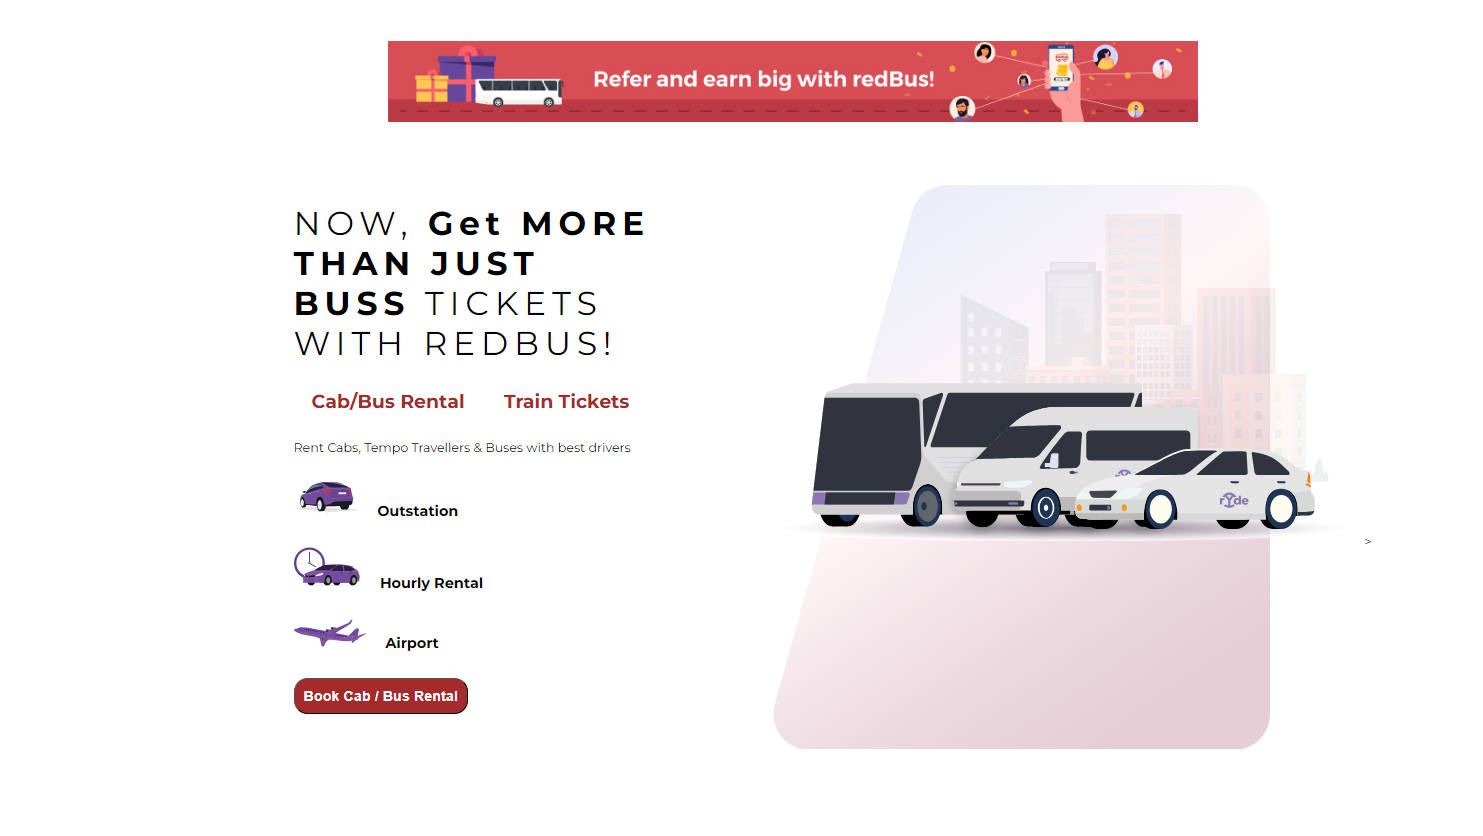 Refer and earn big with redBus!
NOW, Get MORE
THAN JUST
BUSS TICKETS
WITH REDBUS!
Cab/Bus Rental Train Tickets
Rent Cabs, Tempo Travellers & Buses with best drivers
Outstation
Hourly Rental
Airport
Book Cab / Bus Rental
ryde
>